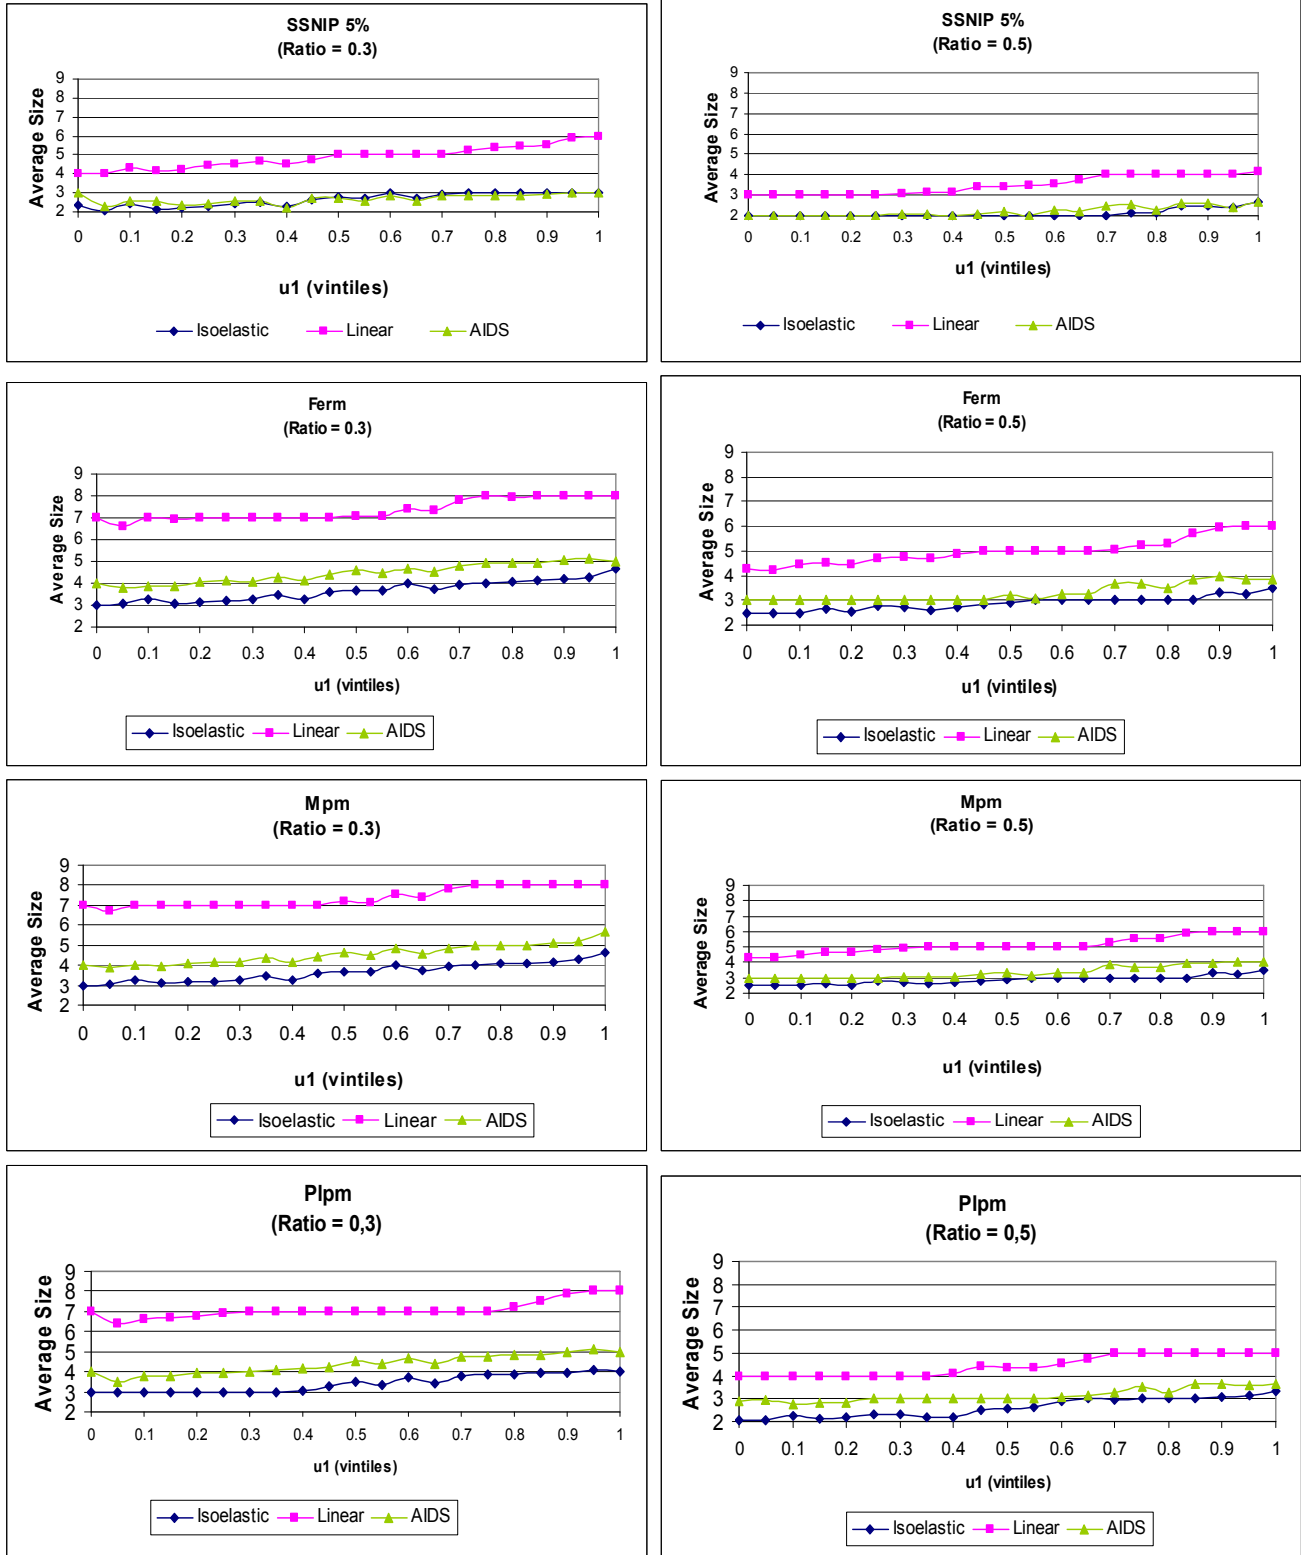 SSNIP 5%
(Ratio = 0.3)
Average Size
9
8
7
6
5
4
3
2
0 0.1 0.2 0.3 0.4 0.5 0.6 0.7 0.8 0.9 1
u1 (vintiles)
Isoelastic Linear AIDS
SSNIP 5%
(Ratio = 0.5)
Average Size
9
8
7
6
5
4
3
2
0 0.1 0.2 0.3 0.4 0.5 0.6 0.7 0.8 0.9 1
u1 (vintiles)
Isoelastic Linear AIDS
Ferm
(Ratio = 0.3)
Average Size
9
8
7
6
5
4
3
2
0 0.1 0.2 0.3 0.4 0.5 0.6 0.7 0.8 0.9 1
u1 (vintiles)
Isoelastic Linear AIDS
Ferm
(Ratio = 0.5)
Average Size
9
8
7
6
5
4
3
2
0 0.1 0.2 0.3 0.4 0.5 0.6 0.7 0.8 0.9 1
u1 (vintiles)
Isoelastic Linear AIDS
Mpm
(Ratio = 0.3)
Average Size
9
8
7
6
5
4
3
2
0 0.1 0.2 0.3 0.4 0.5 0.6 0.7 0.8 0.9 1
u1 (vintiles)
Isoelastic Linear AIDS
Mpm
(Ratio = 0.5)
Average Size
9
8
7
6
5
4
3
2
0 0.1 0.2 0.3 0.4 0.5 0.6 0.7 0.8 0.9 1
u1 (vintiles)
Isoelastic Linear AIDS
Plpm
(Ratio = 0,3)
Average Size
9
8
7
6
5
4
3
2
0 0.1 0.2 0.3 0.4 0.5 0.6 0.7 0.8 0.9 1
u1 (vintiles)
Isoelastic Linear AIDS
Plpm
(Ratio = 0,5)
Average Size
9
8
7
6
5
4
3
2
0 0.1 0.2 0.3 0.4 0.5 0.6 0.7 0.8 0.9 1
u1 (vintiles)
Isoelastic Linear AIDS